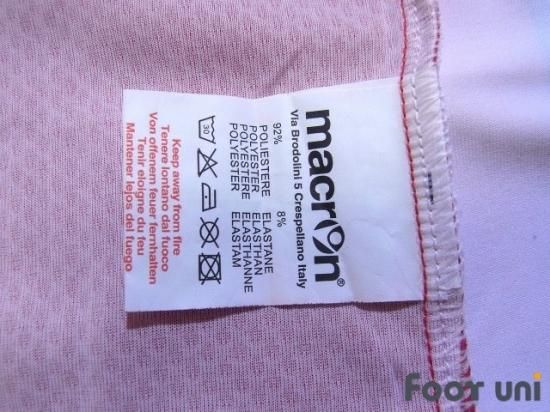 macron®
Via Brodolini 5 Crespellano Italy
92% 8%
POLIESTERE ELASTANE
POLYESTER ELASTHAN
POLYESTERE ELASTHANNE
POLYESTER ELASTAM
30
Keep away from fire
Tenere lontano dal fuoco
Von offenem feuer fernhalten
Tenir eloigne du feu
Mantener lejos del fuego
Foot uni